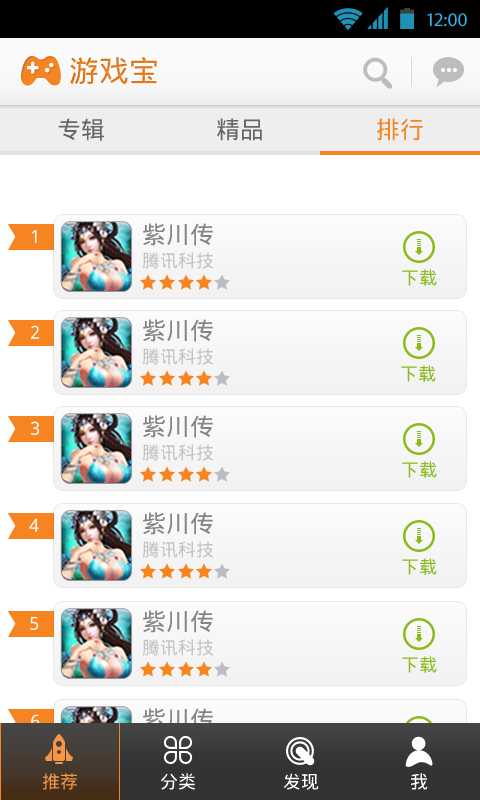 12:00
游戏宝
专辑 精品 排行
1 紫川传
腾讯科技
下载
2 紫川传
腾讯科技
下载
3 紫川传
腾讯科技
下载
4 紫川传
腾讯科技
下载
5 紫川传
腾讯科技
下载
6 紫川传
推荐 分类 发现 我